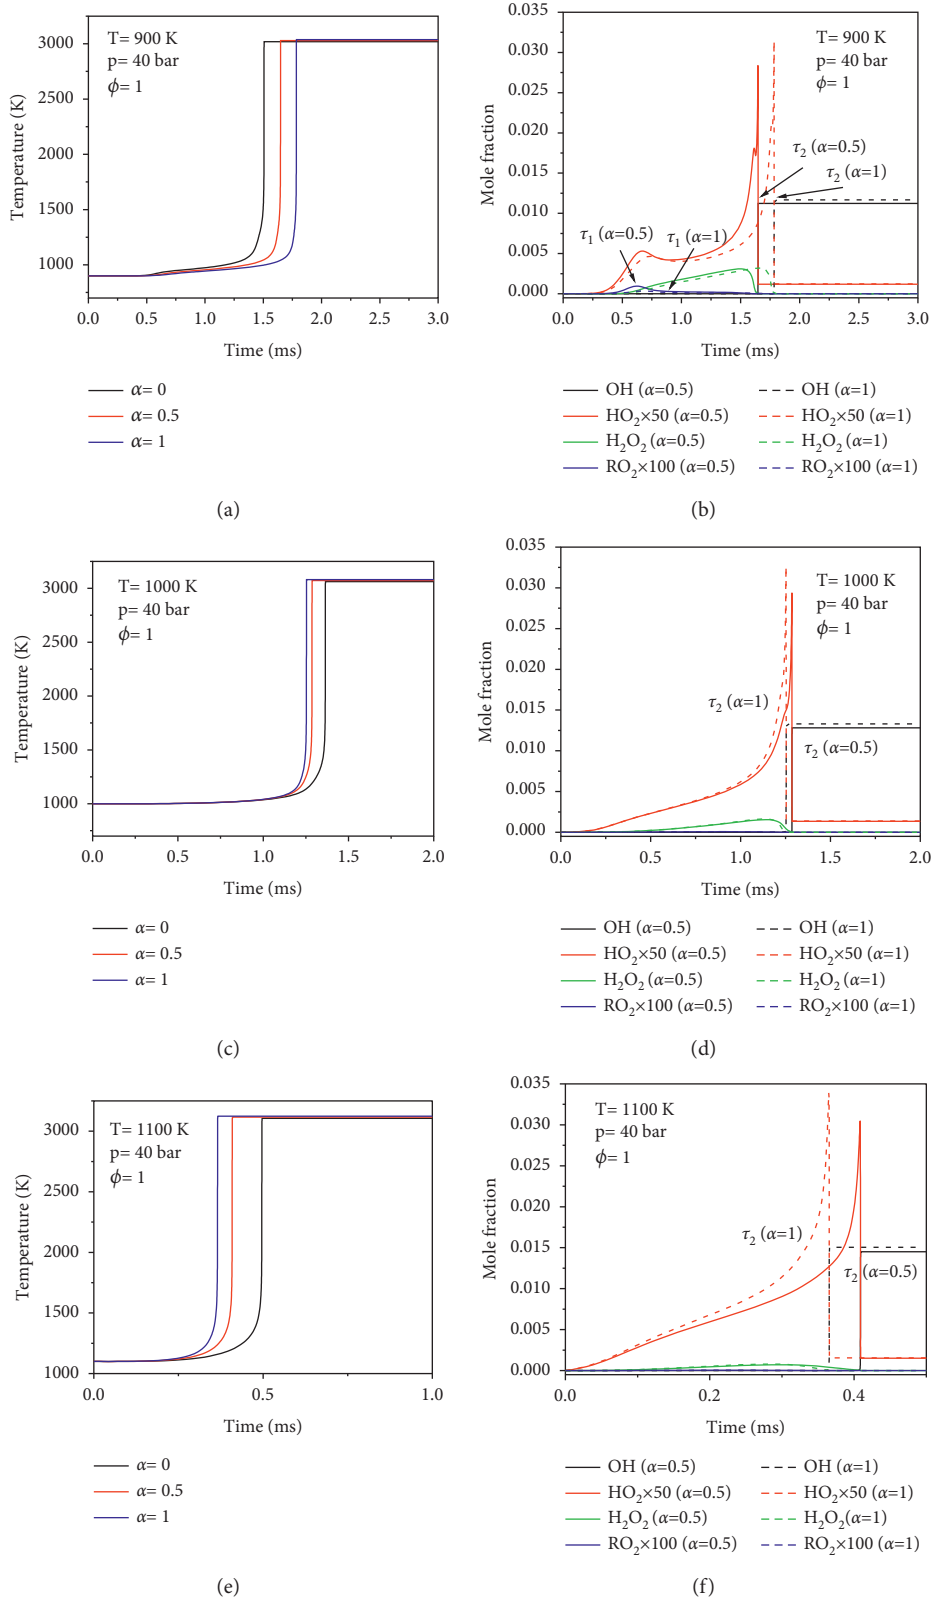 T= 900 K
p= 40 bar
ϕ= 1
Temperature (K)
3000
2500
2000
1500
1000
0.0 0.5 1.0 1.5 2.0 2.5 3.0
Time (ms)
α= 0
α= 0.5
α= 1
(a)
T= 900 K
p= 40 bar
ϕ= 1
Mole fraction
0.035
0.030
0.025
0.020
0.015
0.010
0.005
0.000
τ2 (α=0.5)
τ2 (α=1)
τ1 (α=0.5)
τ1 (α=1)
0.0 0.5 1.0 1.5 2.0 2.5 3.0
Time (ms)
OH (α=0.5) OH (α=1)
HO2×50 (α=0.5) HO2×50 (α=1)
H2O2 (α=0.5) H2O2 (α=1)
RO2×100 (α=0.5) RO2×100 (α=1)
(b)
T= 1000 K
p= 40 bar
ϕ= 1
Temperature (K)
3000
2500
2000
1500
1000
0.0 0.5 1.0 1.5 2.0
Time (ms)
α= 0
α= 0.5
α= 1
(c)
T= 1000 K
p= 40 bar
ϕ= 1
Mole fraction
0.035
0.030
0.025
0.020
0.015
0.010
0.005
0.000
τ2 (α=1)
τ2 (α=0.5)
0.0 0.5 1.0 1.5 2.0
Time (ms)
OH (α=0.5) OH (α=1)
HO2×50 (α=0.5) HO2×50 (α=1)
H2O2 (α=0.5) H2O2 (α=1)
RO2×100 (α=0.5) RO2×100 (α=1)
(d)
T= 1100 K
p= 40 bar
ϕ= 1
Temperature (K)
3000
2500
2000
1500
1000
0.0 0.5 1.0
Time (ms)
α= 0
α= 0.5
α= 1
(e)
T= 1100 K
p= 40 bar
ϕ= 1
Mole fraction
0.035
0.030
0.025
0.020
0.015
0.010
0.005
0.000
τ2 (α=1)
τ2 (α=0.5)
0.0 0.2 0.4
Time (ms)
OH (α=0.5) OH (α=1)
HO2×50 (α=0.5) HO2×50 (α=1)
H2O2 (α=0.5) H2O2(α=1)
RO2×100 (α=0.5) RO2×100 (α=1)
(f)